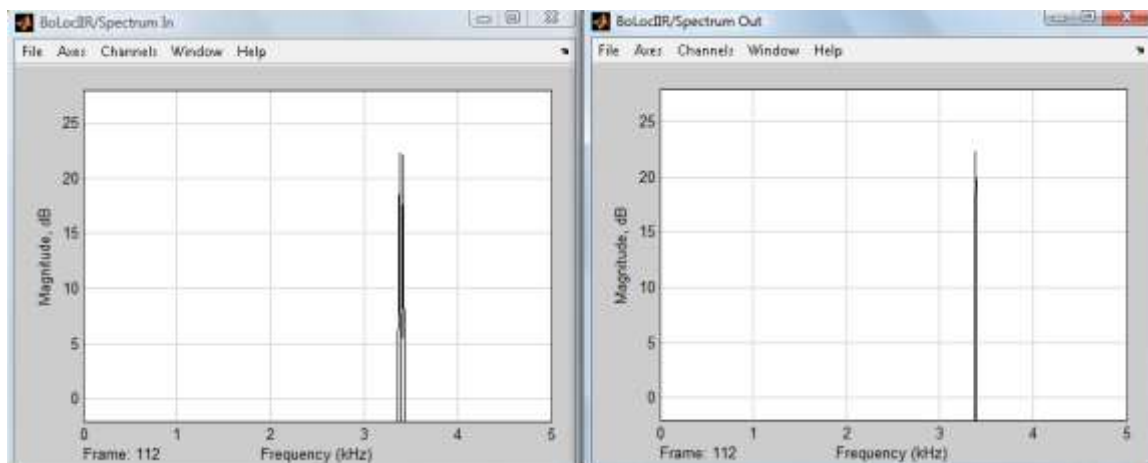 BoLocIIR/Spectrum In
File Axes Channels Window Help
Magnitude, dB
25
20
15
10
5
0
0 1 2 3 4 5
Frame: 112 Frequency (kHz)
BoLocIIR/Spectrum Out
File Axes Channels Window Help
Magnitude, dB
25
20
15
10
5
0
0 1 2 3 4 5
Frame: 112 Frequency (kHz)